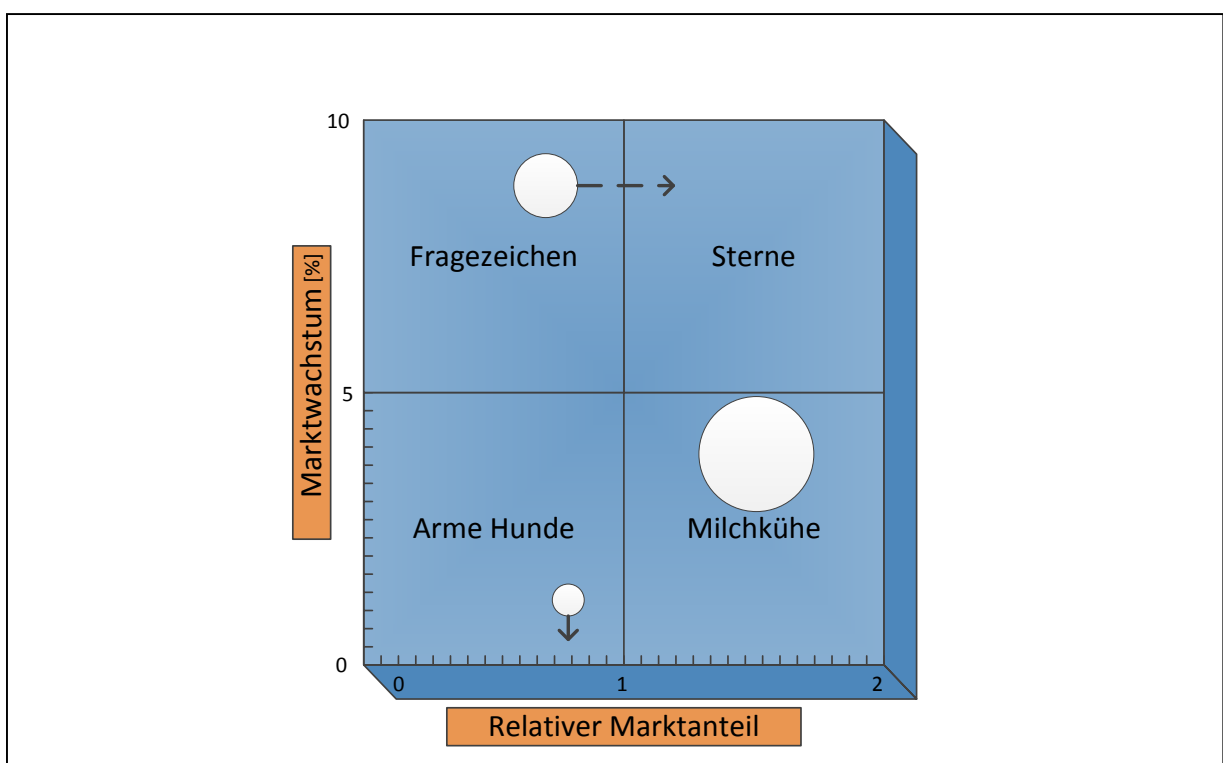 10
Fragezeichen
Sterne
Marktwachstum [%]
5
Arme Hunde
Milchkühe
0
0
1
2
Relativer Marktanteil